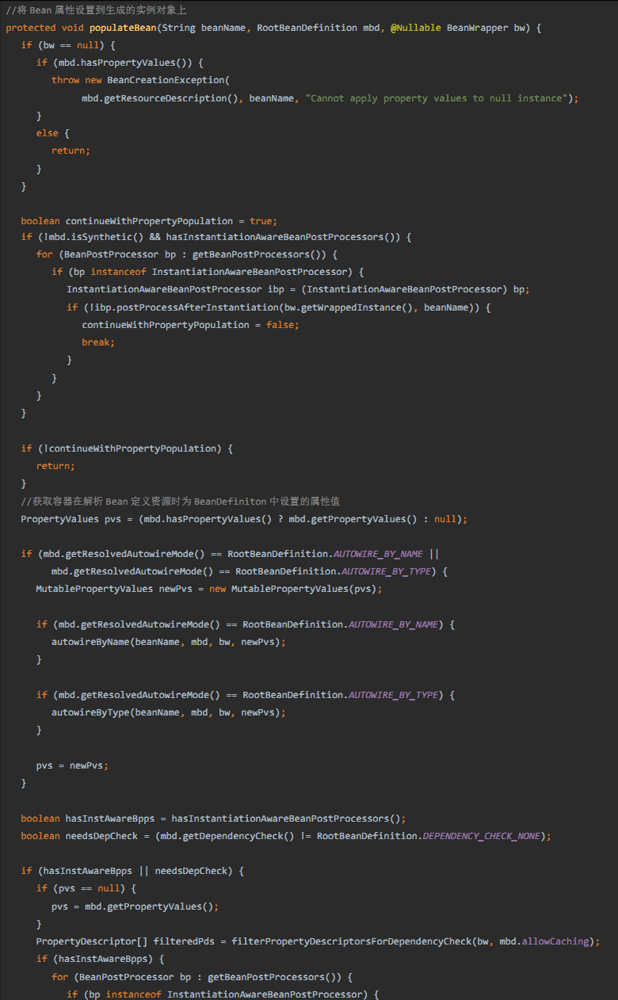 //将 Bean 属性设置到生成的实例对象上
protected void populateBean(String beanName, RootBeanDefinition mbd, @Nullable BeanWrapper bw) {
if (bw == null) {
if (mbd.hasPropertyValues()) {
throw new BeanCreationException(
mbd.getResourceDescription(), beanName, "Cannot apply property values to null instance");
}
else {
return;
}
}
boolean continueWithPropertyPopulation = true;
if (!mbd.isSynthetic() && hasInstantiationAwareBeanPostProcessors()) {
for (BeanPostProcessor bp : getBeanPostProcessors()) {
if (bp instanceof InstantiationAwareBeanPostProcessor) {
InstantiationAwareBeanPostProcessor ibp = (InstantiationAwareBeanPostProcessor) bp;
if (!ibp.postProcessAfterInstantiation(bw.getWrappedInstance(), beanName)) {
continueWithPropertyPopulation = false;
break;
}
}
}
}
if (!continueWithPropertyPopulation) {
return;
}
//获取容器在解析 Bean 定义资源时为 BeanDefiniton 中设置的属性值
PropertyValues pvs = (mbd.hasPropertyValues() ? mbd.getPropertyValues() : null);
if (mbd.getResolvedAutowireMode() == RootBeanDefinition.AUTOWIRE_BY_NAME ||
mbd.getResolvedAutowireMode() == RootBeanDefinition.AUTOWIRE_BY_TYPE) {
MutablePropertyValues newPvs = new MutablePropertyValues(pvs);
if (mbd.getResolvedAutowireMode() == RootBeanDefinition.AUTOWIRE_BY_NAME) {
autowireByName(beanName, mbd, bw, newPvs);
}
if (mbd.getResolvedAutowireMode() == RootBeanDefinition.AUTOWIRE_BY_TYPE) {
autowireByType(beanName, mbd, bw, newPvs);
}
pvs = newPvs;
}
boolean hasInstAwareBpps = hasInstantiationAwareBeanPostProcessors();
boolean needsDepCheck = (mbd.getDependencyCheck() != RootBeanDefinition.DEPENDENCY_CHECK_NONE);
if (hasInstAwareBpps || needsDepCheck) {
if (pvs == null) {
pvs = mbd.getPropertyValues();
}
PropertyDescriptor[] filteredPds = filterPropertyDescriptorsForDependencyCheck(bw, mbd.allowCaching);
if (hasInstAwareBpps) {
for (BeanPostProcessor bp : getBeanPostProcessors()) {
if (bp instanceof InstantiationAwareBeanPostProcessor) {